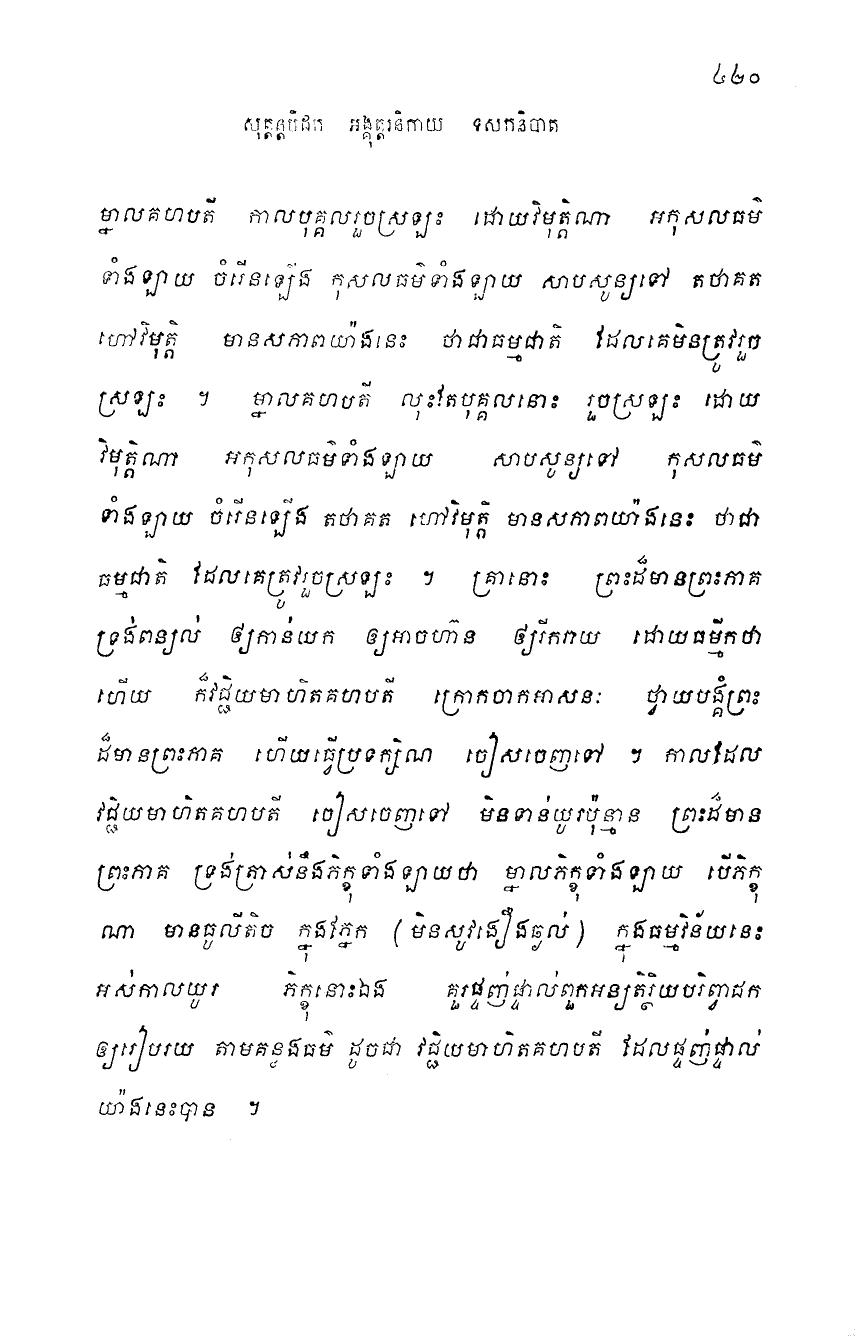 ៤២០
សុត្តន្តបិដក អង្គុត្តរនិកាយ ទសកនិបាត
ម្នាលគហបតី កាលបុគ្គលរួចស្រឡះ ដោយវិមុត្តិណា អកុសលធម៌
ទាំងឡាយ ចំរើនឡើង កុសលធម៌ទាំងឡាយ សាបសូន្យទៅ តថាគត
ហៅវិមុត្តិ មានសភាពយ៉ាងនេះ ថាជាធម្មជាតិ ដែលគេមិនត្រូវរួច
ស្រឡះ ។ ម្នាលគហបតី លុះតែបុគ្គលនោះ រួចស្រឡះ ដោយ
វិមុត្តិណា អកុសលធម៌ទាំងឡាយ សាបសូន្យទៅ កុសលធម៌
ទាំងឡាយ ចំរើនឡើង តថាគត ហៅវិមុត្តិ មានសភាពយ៉ាងនេះ ថាជា
ធម្មជាតិ ដែលគេត្រូវរួចស្រឡះ ។ គ្រានោះ ព្រះដ៏មានព្រះភាគ
ទ្រង់ពន្យល់ ឲ្យកាន់យក ឲ្យអាចហ៊ាន ឲ្យរីករាយ ដោយធម្មីកថា
ហើយ ក៏វជ្ជិយមាហិតគហបតី ក្រោកចាកអាសនៈ ថ្វាយបង្គំព្រះ
ដ៏មានព្រះភាគ ហើយធ្វើប្រទក្សិណ ចៀសចេញទៅ ។ កាលដែល
វជ្ជិយមាហិតគហបតី ចៀសចេញទៅ មិនទាន់យូរប៉ុន្មាន ព្រះដ៏មាន
ព្រះភាគ ទ្រង់ត្រាស់នឹងភិក្ខុទាំងឡាយថា ម្នាលភិក្ខុទាំងឡាយ បើភិក្ខុ
ណា មានធូលីតិច ក្នុងភ្នែក (មិនសូវងឿងឆ្ងល់) ក្នុងធម្មវិន័យនេះ
អស់កាលយូរ ភិក្ខុនោះឯង គួរផ្ចញ់ផ្ចាល់ពួកអន្យតិរ្ថិយបរិព្វាជក
ឲ្យរៀបរយ តាមគន្លងធម៌ ដូចជា វជ្ជិយមាហិតគហបតី ដែលផ្ចញ់ផ្ចាល់
យ៉ាងនេះបាន ។